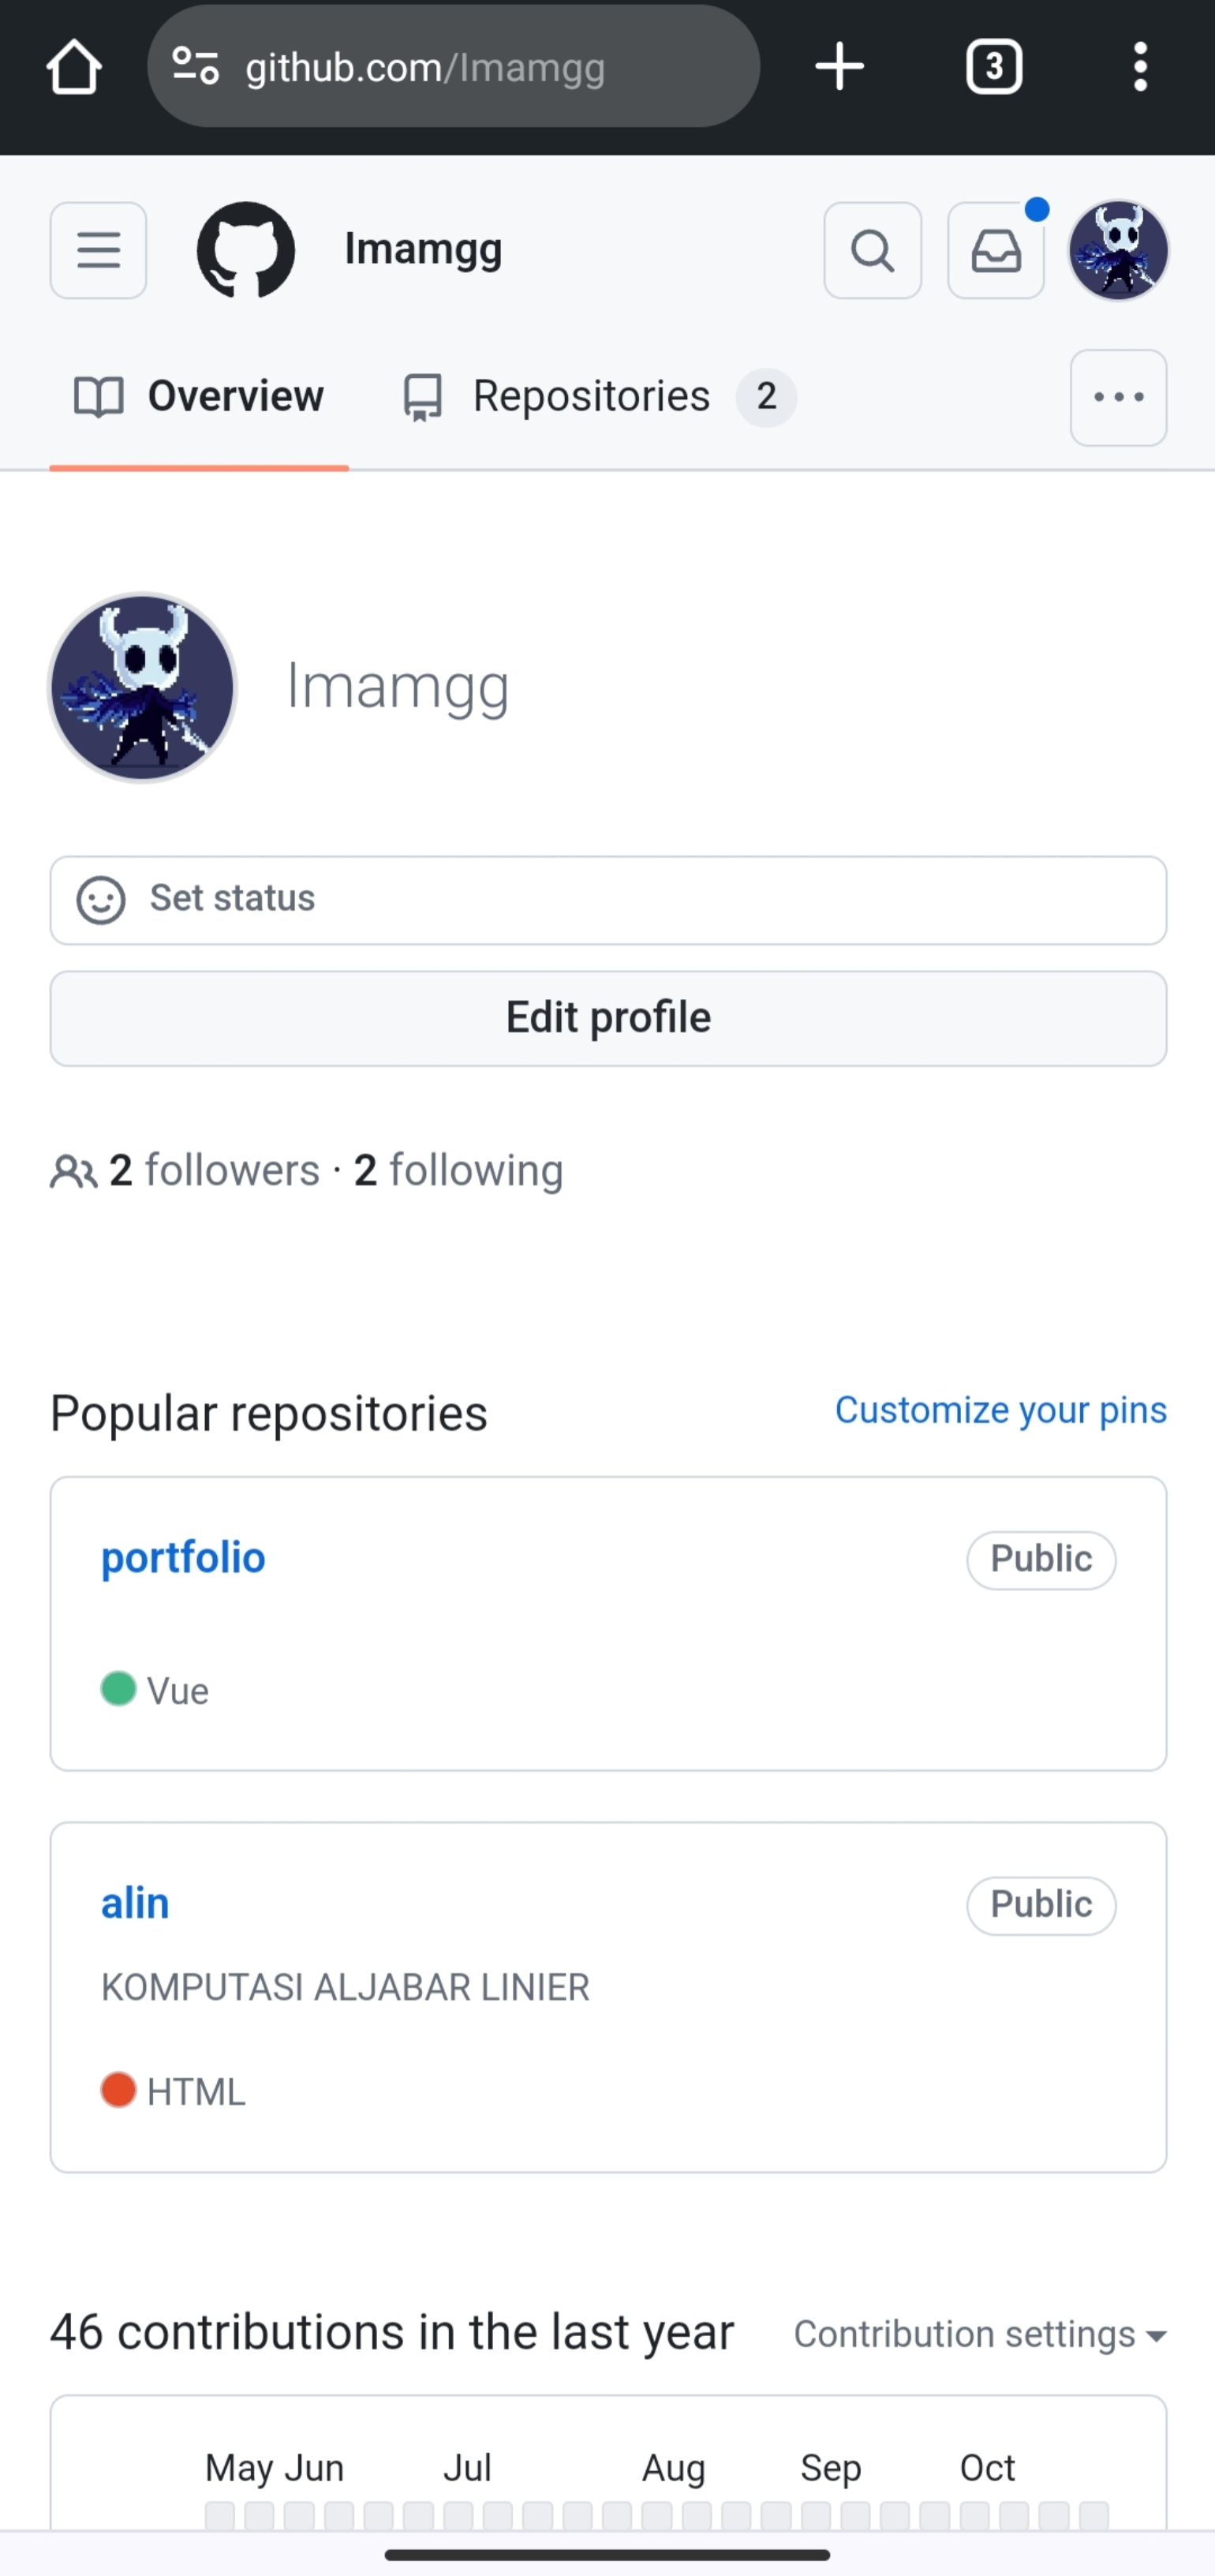 github.com/Imamgg
3
Imamgg
Overview
Repositories 2
Imamgg
Set status
Edit profile
2 followers · 2 following
Popular repositories
Customize your pins
portfolio
Public
Vue
alin
Public
KOMPUTASI ALJABAR LINIER
HTML
46 contributions in the last year
Contribution settings
May Jun Jul Aug Sep Oct